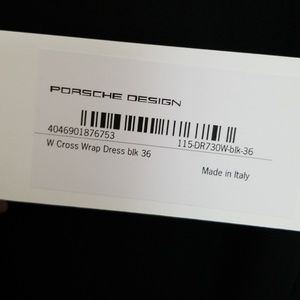 PORSCHE DESIGN
4046901876753 115-DR730W-blk-36
W Cross Wrap Dress blk 36
Made in Italy